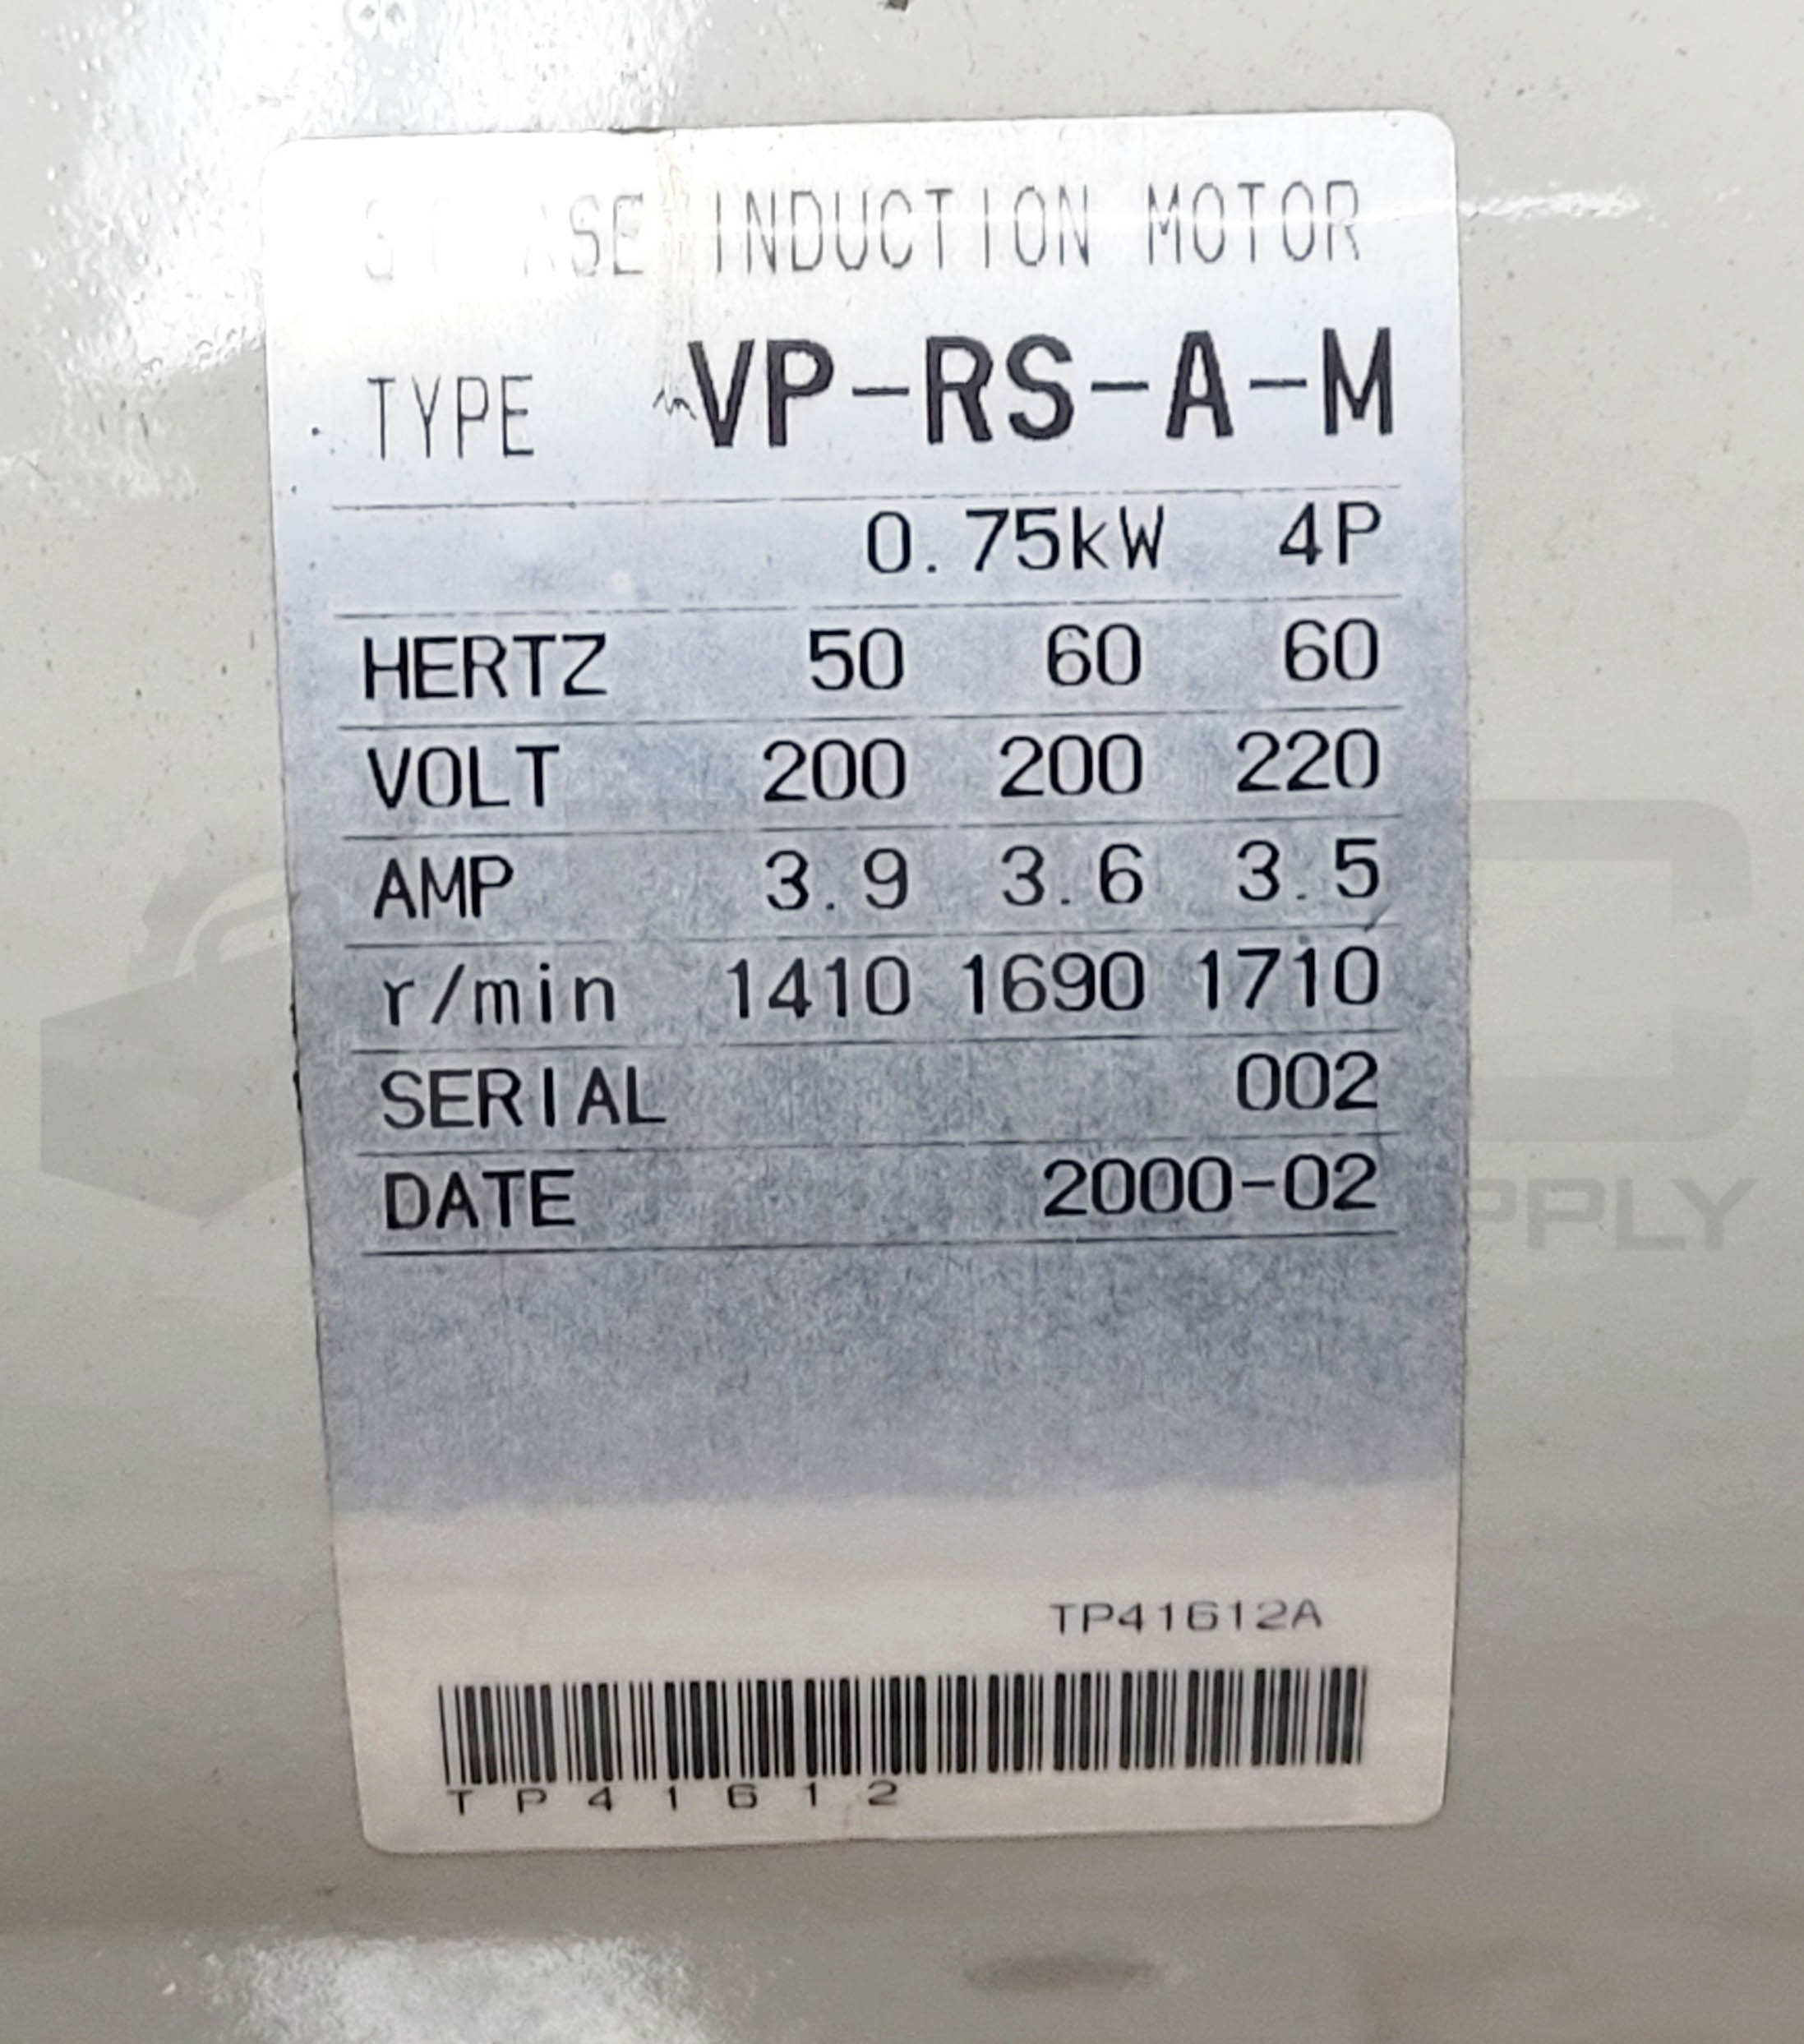 INDUCTION MOTOR
TYPE VP-RS-A-M
0.75kW 4P
HERTZ 50 60 60
VOLT 200 200 220
AMP 3.9 3.6 3.5
r/min 1410 1690 1710
SERIAL 002
DATE 2000-02
TP41612A
TP41612